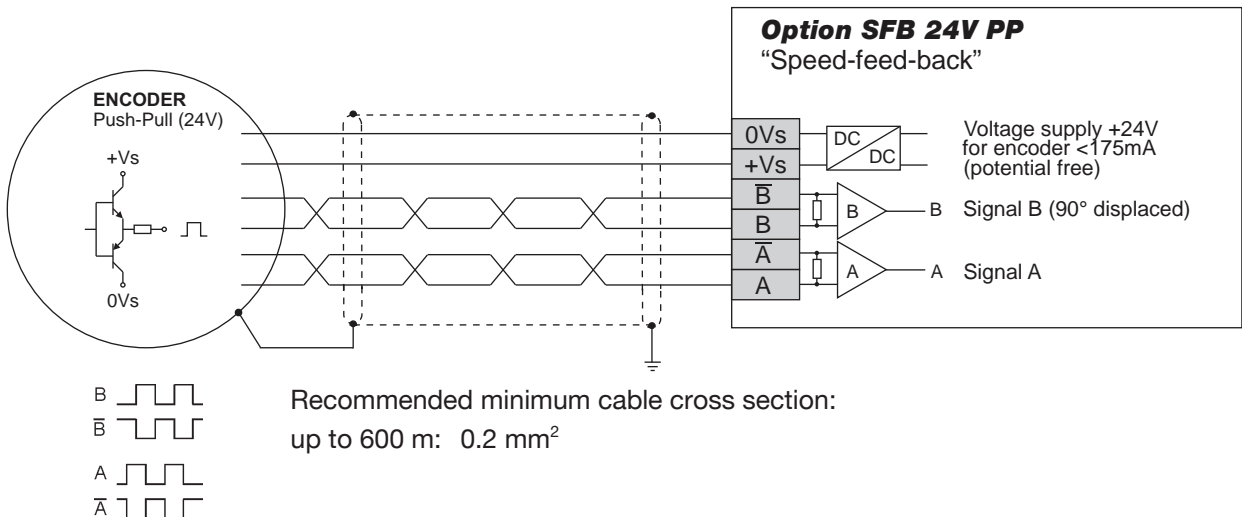 Option SFB 24V PP
“Speed-feed-back”
ENCODER
Push-Pull (24V)
+Vs
0Vs
0Vs
+Vs
B̅
B
A̅
A
DC
DC
Voltage supply +24V
for encoder <175mA
(potential free)
B
B
Signal B (90° displaced)
A
A
Signal A
B
B̅
A
A̅
Recommended minimum cable cross section:
up to 600 m: 0.2 mm²